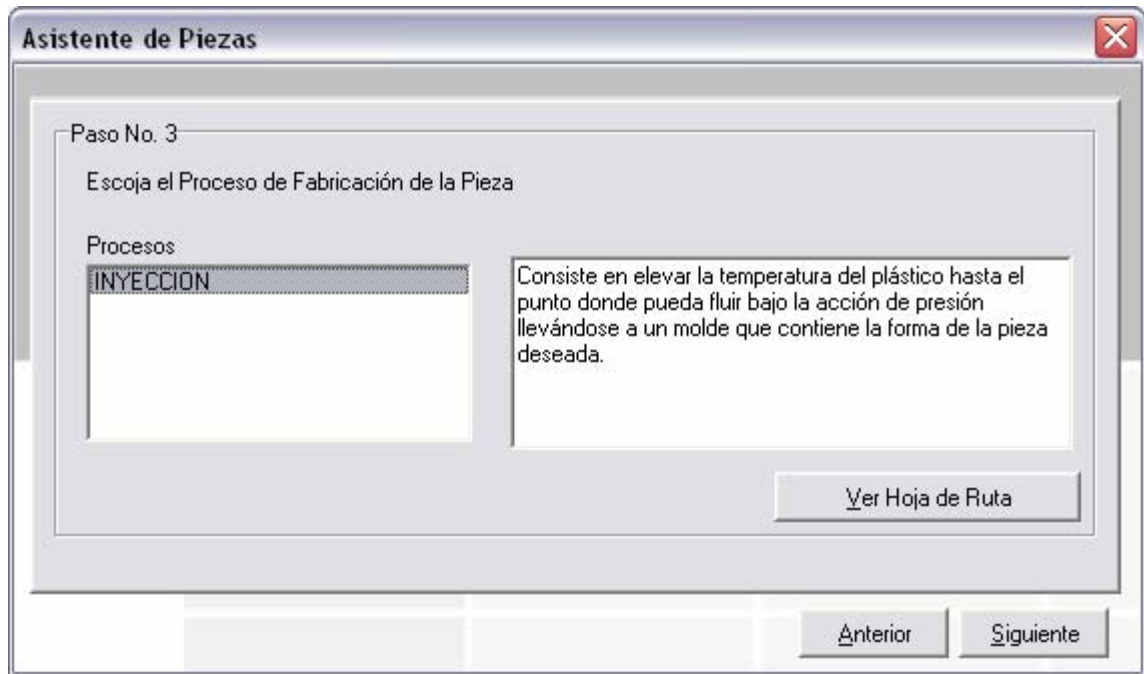 Asistente de Piezas
Paso No. 3
Escoja el Proceso de Fabricación de la Pieza
Procesos
INYECCION
Consiste en elevar la temperatura del plástico hasta el
punto donde pueda fluir bajo la acción de presión
llevándose a un molde que contiene la forma de la pieza
deseada.
Ver Hoja de Ruta
Anterior
Siguiente